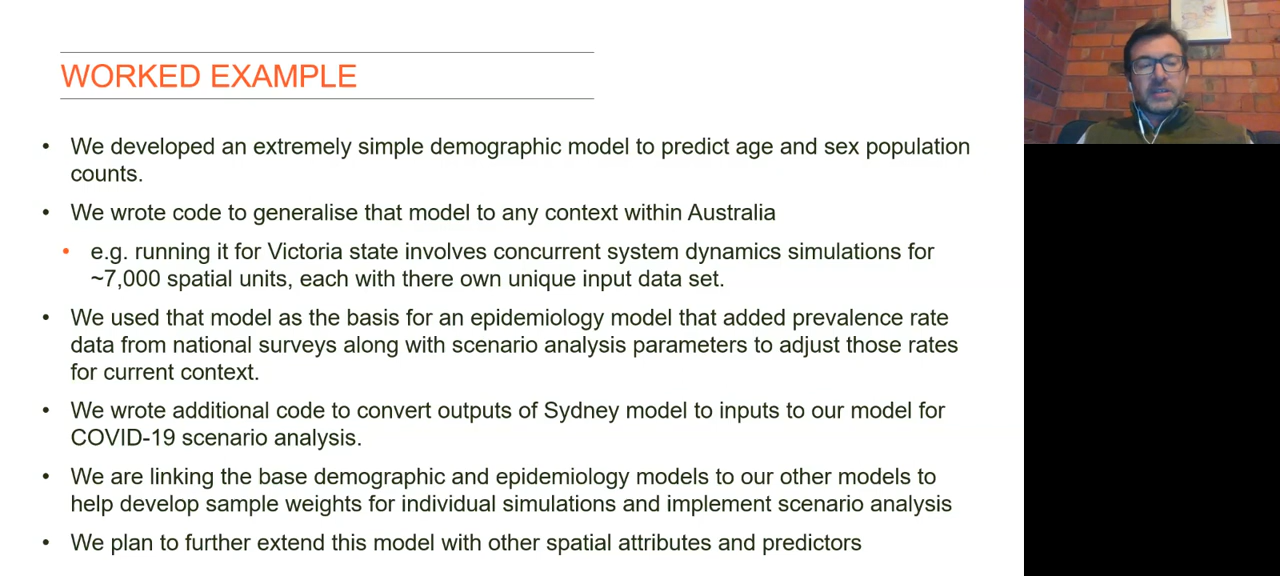 WORKED EXAMPLE
• We developed an extremely simple demographic model to predict age and sex population
counts.
• We wrote code to generalise that model to any context within Australia
• e.g. running it for Victoria state involves concurrent system dynamics simulations for
~7,000 spatial units, each with there own unique input data set.
• We used that model as the basis for an epidemiology model that added prevalence rate
data from national surveys along with scenario analysis parameters to adjust those rates
for current context.
• We wrote additional code to convert outputs of Sydney model to inputs to our model for
COVID-19 scenario analysis.
• We are linking the base demographic and epidemiology models to our other models to
help develop sample weights for individual simulations and implement scenario analysis
• We plan to further extend this model with other spatial attributes and predictors